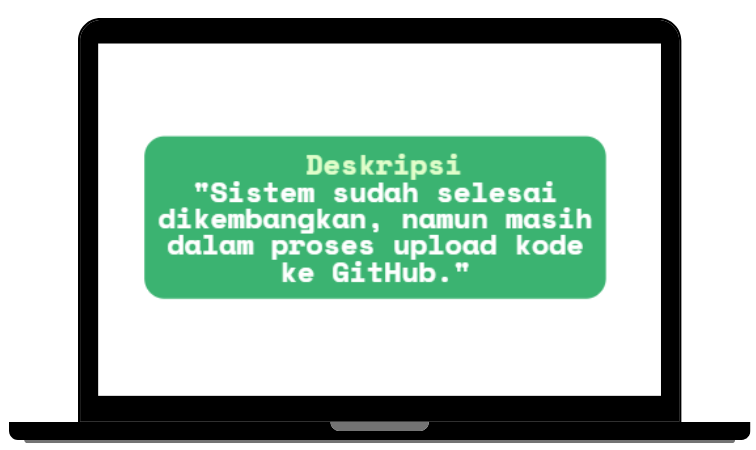 Deskripsi
"Sistem sudah selesai
dikembangkan, namun masih
dalam proses upload kode
ke GitHub."